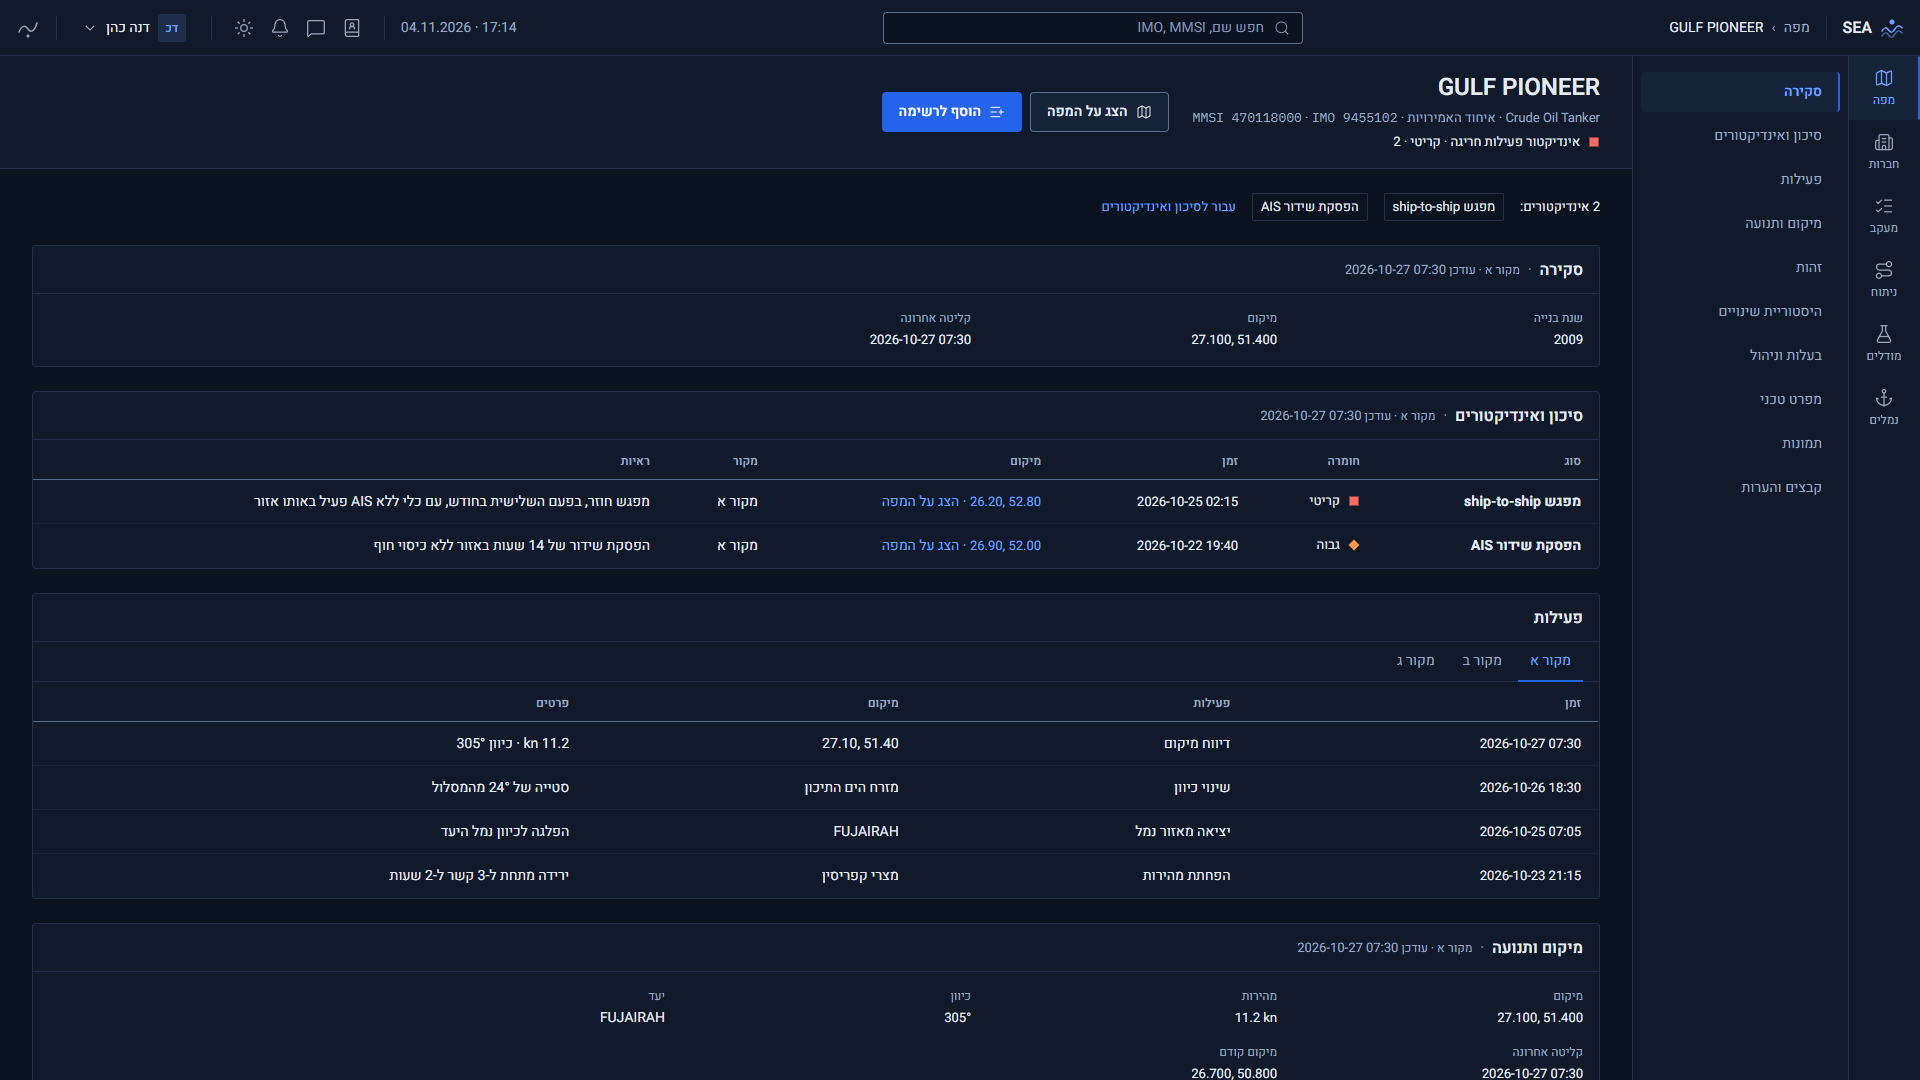 SEA
מפה › GULF PIONEER
חפש שם, IMO, MMSI
04.11.2026 · 17:14
דכ דנה כהן
מפה
חברות
מעקב
ניתוח
מודלים
נמלים
סקירה
סיכון ואינדיקטורים
פעילות
מיקום ותנועה
זהות
היסטוריית שינויים
בעלות וניהול
מפרט טכני
תמונות
קבצים והערות
GULF PIONEER
Crude Oil Tanker · איחוד האמירויות · IMO 9455102 · MMSI 470118000
אינדיקטור פעילות חריגה · קריטי · 2
הצג על המפה
הוסף לרשימה
2 אינדיקטורים: מפגש ship-to-ship הפסקת שידור AIS עבור לסיכון ואינדיקטורים
סקירה · מקור א · עודכן 2026-10-27 07:30
שנת בנייה מיקום קליטה אחרונה
2009 27.100, 51.400 2026-10-27 07:30
סיכון ואינדיקטורים · מקור א · עודכן 2026-10-27 07:30
סוג חומרה זמן מיקום מקור ראיות
מפגש ship-to-ship קריטי 2026-10-25 02:15 26.20, 52.80 · הצג על המפה מקור א מפגש חוזר, בפעם השלישית בחודש, עם כלי ללא AIS פעיל באותו אזור
הפסקת שידור AIS גבוה 2026-10-22 19:40 26.90, 52.00 · הצג על המפה מקור א הפסקת שידור של 14 שעות באזור ללא כיסוי חוף
פעילות
מקור א מקור ב מקור ג
זמן פעילות מיקום פרטים
2026-10-27 07:30 דיווח מיקום 27.10, 51.40 11.2 kn · כיוון 305°
2026-10-26 18:30 שינוי כיוון מזרח הים התיכון סטייה של 24° מהמסלול
2026-10-25 07:05 יציאה מאזור נמל FUJAIRAH הפלגה לכיוון נמל היעד
2026-10-23 21:15 הפחתת מהירות מצרי קפריסין ירידה מתחת ל-3 קשר ל-2 שעות
מיקום ותנועה · מקור א · עודכן 2026-10-27 07:30
מיקום מהירות כיוון יעד
27.100, 51.400 11.2 kn 305° FUJAIRAH
קליטה אחרונה מיקום קודם
2026-10-27 07:30 26.700, 50.800